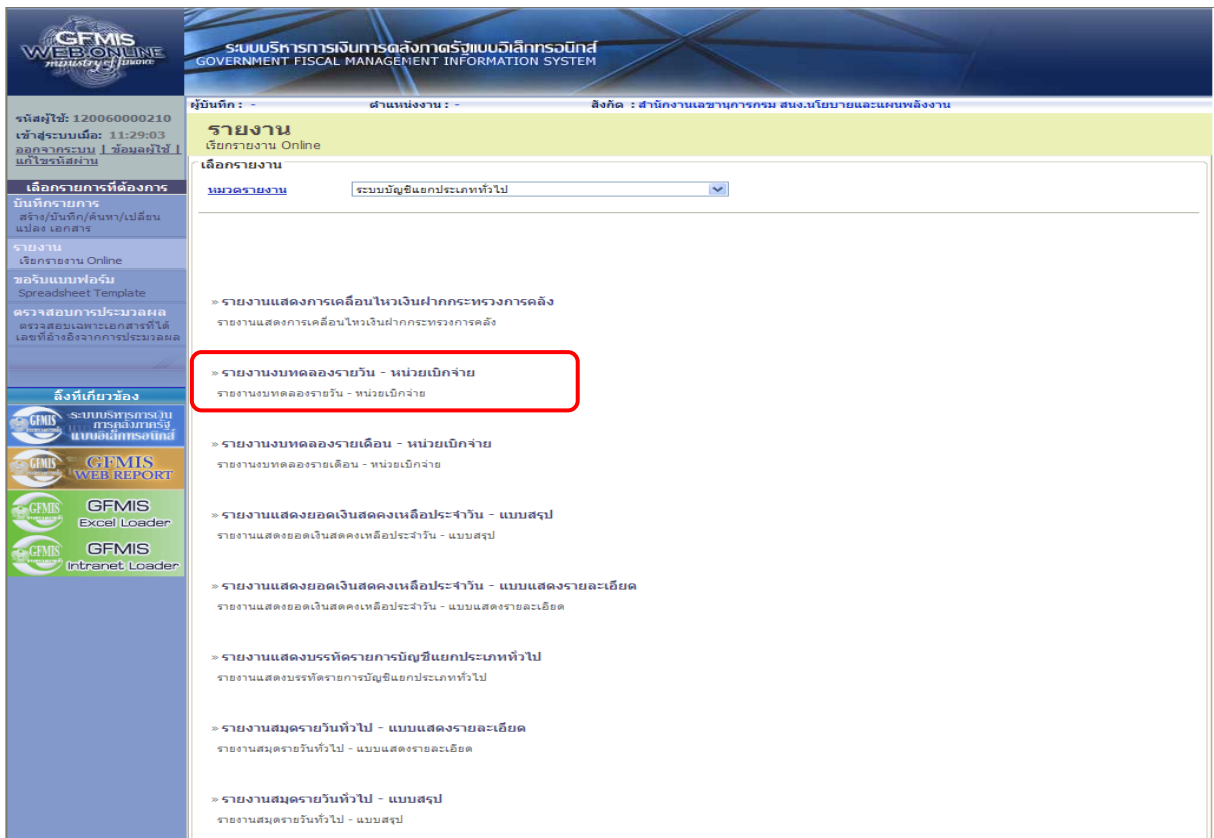 GFMIS
WEB ONLINE
ministry of finance
ระบบบริหารการเงินการคลังภาครัฐแบบอิเล็กทรอนิกส์
GOVERNMENT FISCAL MANAGEMENT INFORMATION SYSTEM
ผู้บันทึก : - ตำแหน่งงาน : - สังกัด : สำนักงานเลขานุการกรม สนง.นโยบายและแผนพลังงาน
รหัสผู้ใช้: 120060000210
เข้าสู่ระบบเมื่อ: 11:29:03
ออกจากระบบ | ข้อมูลผู้ใช้ |
แก้ไขรหัสผ่าน
เลือกรายการที่ต้องการ
บันทึกรายการ
สร้าง/บันทึก/ค้นหา/เปลี่ยน
แปลง เอกสาร
รายงาน
เรียกรายงาน Online
ขอรับแบบฟอร์ม
Spreadsheet Template
ตรวจสอบการประมวลผล
ตรวจสอบเฉพาะเอกสารที่ได้
เลขที่อ้างอิงจากการประมวลผล
ลิ้งที่เกี่ยวข้อง
GFMIS
ระบบบริหารการเงิน
การคลังภาครัฐ
แบบอิเล็กทรอนิกส์
GFMIS
GFMIS
WEB REPORT
GFMIS
GFMIS
Excel Loader
GFMIS
GFMIS
Intranet Loader
รายงาน
เรียกรายงาน Online
เลือกรายงาน
หมวดรายงาน ระบบบัญชีแยกประเภททั่วไป
» รายงานแสดงการเคลื่อนไหวเงินฝากกระทรวงการคลัง
รายงานแสดงการเคลื่อนไหวเงินฝากกระทรวงการคลัง
» รายงานงบทดลองรายวัน - หน่วยเบิกจ่าย
รายงานงบทดลองรายวัน - หน่วยเบิกจ่าย
» รายงานงบทดลองรายเดือน - หน่วยเบิกจ่าย
รายงานงบทดลองรายเดือน - หน่วยเบิกจ่าย
» รายงานแสดงยอดเงินสดคงเหลือประจำวัน - แบบสรุป
รายงานแสดงยอดเงินสดคงเหลือประจำวัน - แบบสรุป
» รายงานแสดงยอดเงินสดคงเหลือประจำวัน - แบบแสดงรายละเอียด
รายงานแสดงยอดเงินสดคงเหลือประจำวัน - แบบแสดงรายละเอียด
» รายงานแสดงบรรทัดรายการบัญชีแยกประเภททั่วไป
รายงานแสดงบรรทัดรายการบัญชีแยกประเภททั่วไป
» รายงานสมุดรายวันทั่วไป - แบบแสดงรายละเอียด
รายงานสมุดรายวันทั่วไป - แบบแสดงรายละเอียด
» รายงานสมุดรายวันทั่วไป - แบบสรุป
รายงานสมุดรายวันทั่วไป - แบบสรุป